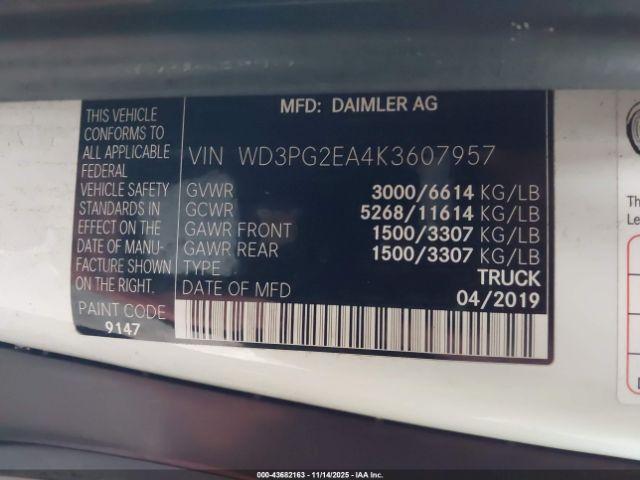 MFD: DAIMLER AG
THIS VEHICLE
CONFORMS TO
ALL APPLICABLE
FEDERAL
VEHICLE SAFETY
STANDARDS IN
EFFECT ON THE
DATE OF MANU-
FACTURE SHOWN
ON THE RIGHT.
PAINT CODE
9147
VIN WD3PG2EA4K3607957
GVWR 3000/6614 KG/LB
GCWR 5268/11614 KG/LB
GAWR FRONT 1500/3307 KG/LB
GAWR REAR 1500/3307 KG/LB
TYPE TRUCK
DATE OF MFD 04/2019
000-43682163 - 11/14/2025 - IAA Inc.